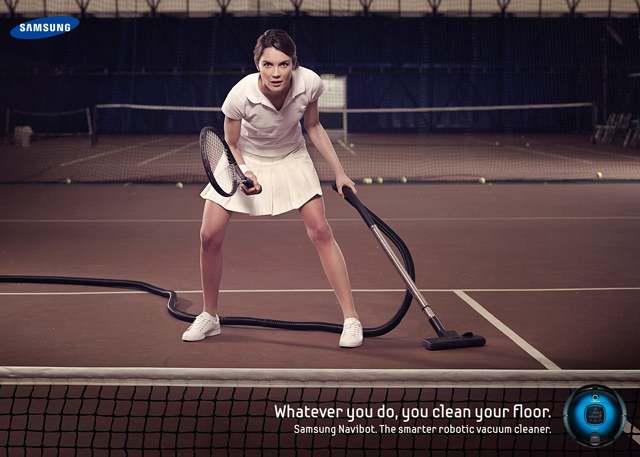 SAMSUNG
Whatever you do, you clean your floor.
Samsung Navibot. The smarter robotic vacuum cleaner.